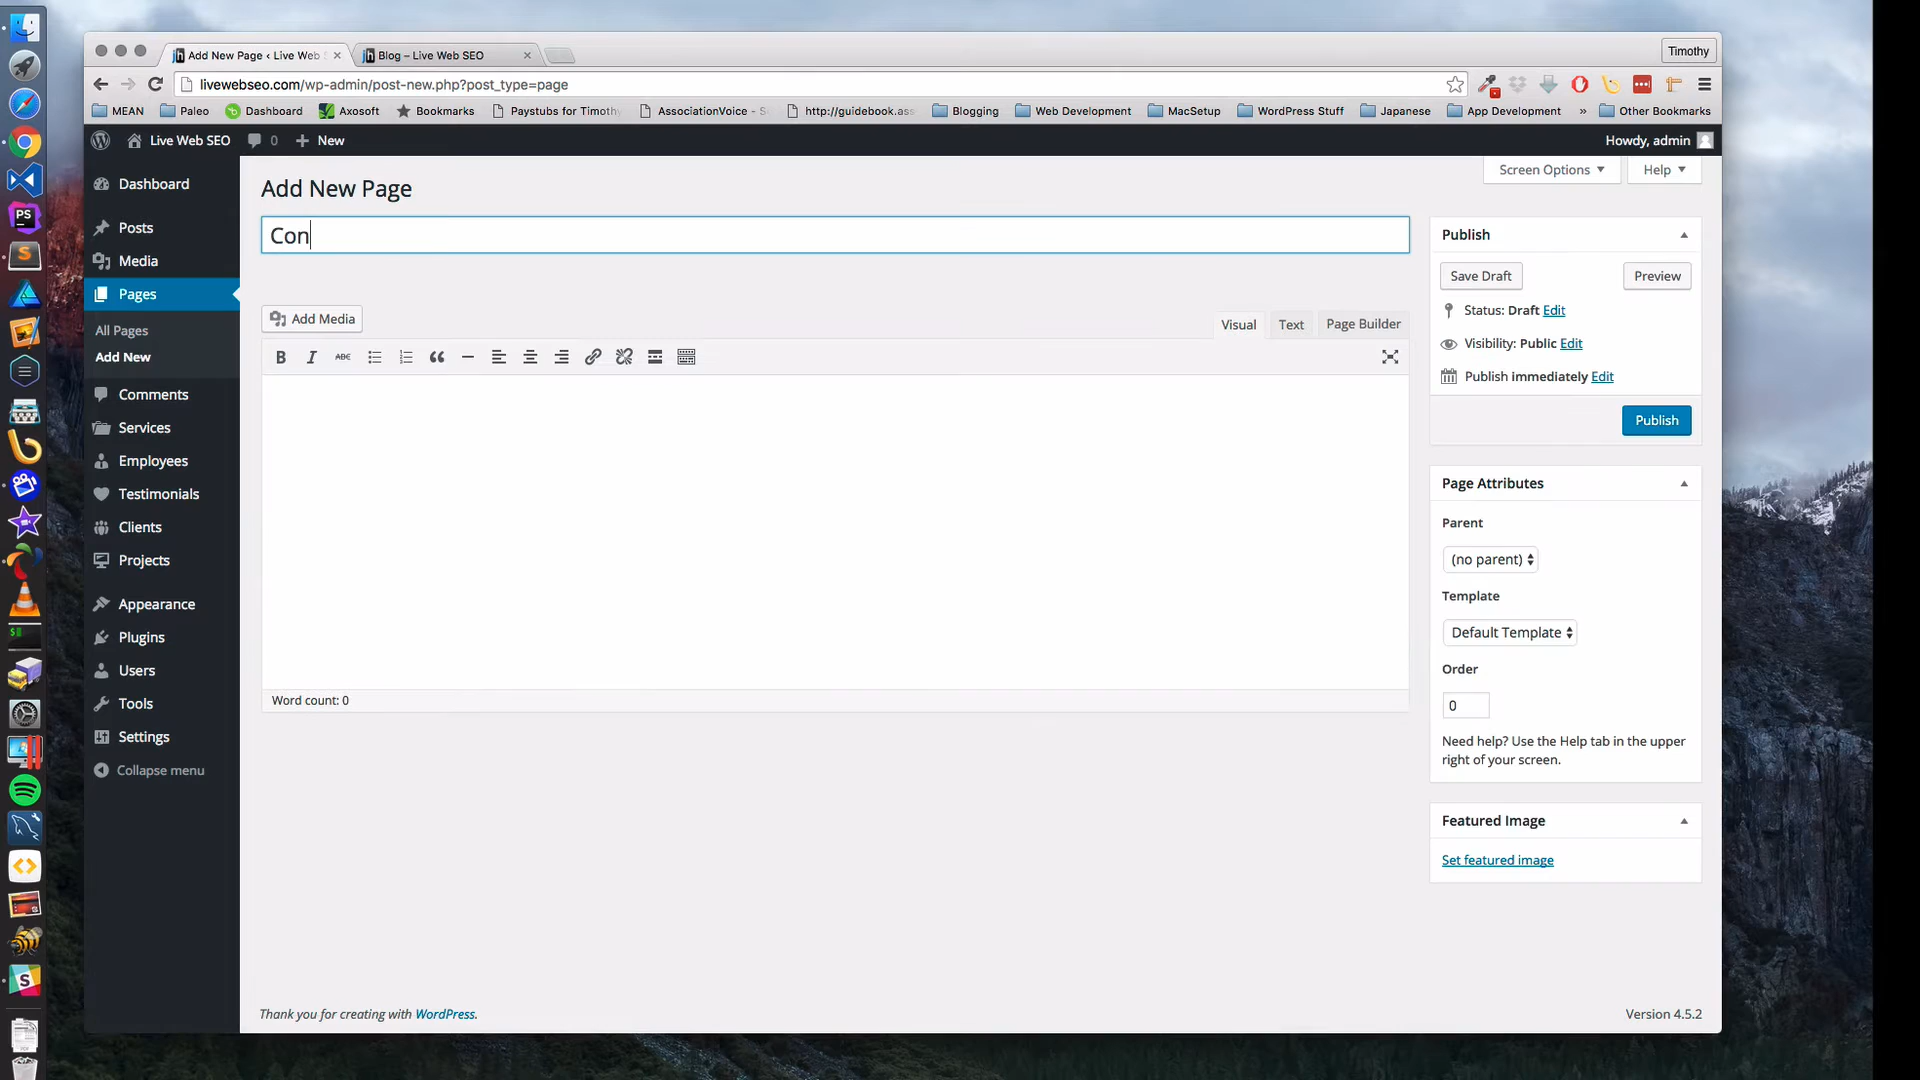 Add New Page ‹ Live Web
Blog – Live Web SEO
Timothy
livewebseo.com/wp-admin/post-new.php?post_type=page
MEAN
Paleo
Dashboard
Axosoft
Bookmarks
Paystubs for Timothy
AssociationVoice - S
http://guidebook.ass
Blogging
Web Development
MacSetup
WordPress Stuff
Japanese
App Development
»
Other Bookmarks
Live Web SEO
0
New
Howdy, admin
Screen Options
Help
Dashboard
Posts
Media
Pages
All Pages
Add New
Comments
Services
Employees
Testimonials
Clients
Projects
Appearance
Plugins
Users
Tools
Settings
Collapse menu
Add New Page
Con
Add Media
Visual
Text
Page Builder
B I ABC
Word count: 0
Publish
Save Draft
Preview
Status: Draft Edit
Visibility: Public Edit
Publish immediately Edit
Publish
Page Attributes
Parent
(no parent)
Template
Default Template
Order
0
Need help? Use the Help tab in the upper
right of your screen.
Featured Image
Set featured image
Thank you for creating with WordPress.
Version 4.5.2
PS
S
$